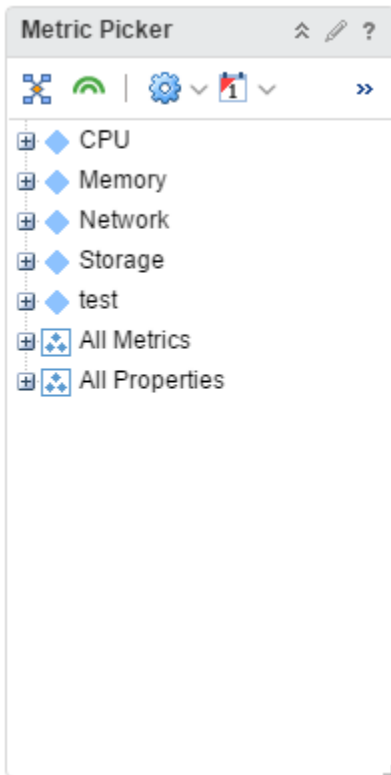 Metric Picker ?
1 »
CPU
Memory
Network
Storage
test
All Metrics
All Properties